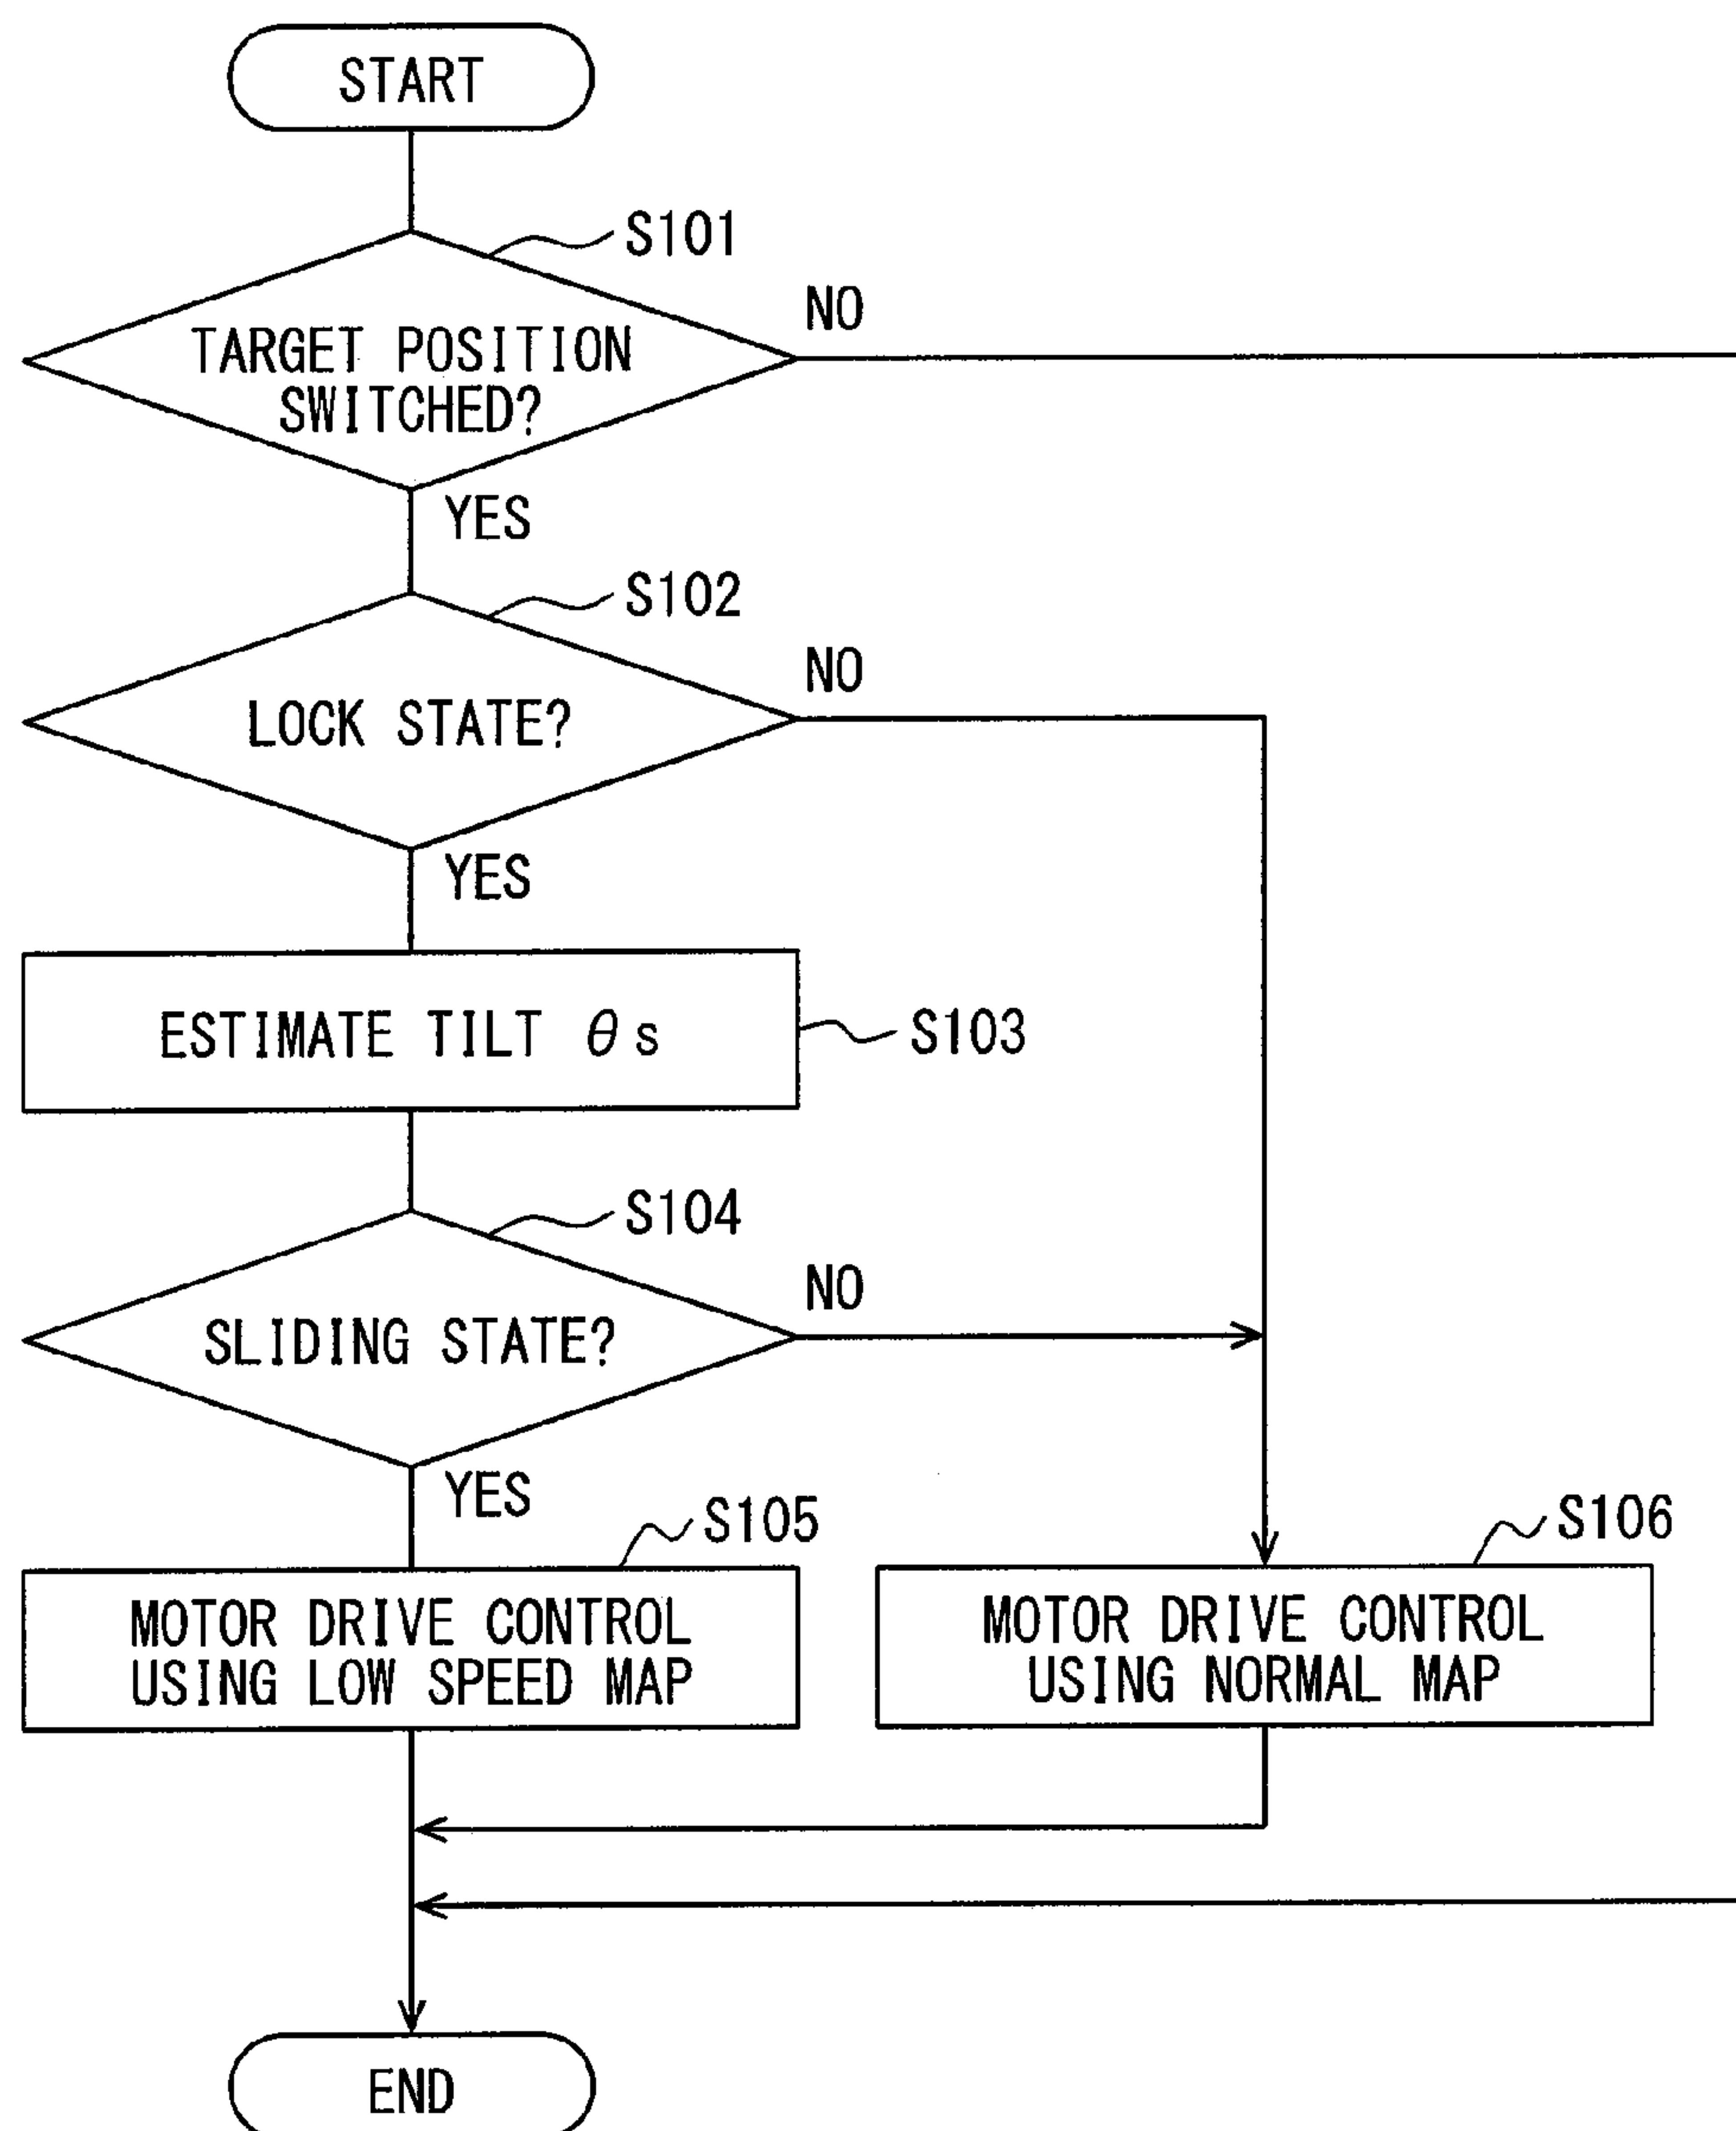 START
S101
NO
TARGET POSITION
SWITCHED?
YES
S102
NO
LOCK STATE?
YES
ESTIMATE TILT θs
S103
S104
NO
SLIDING STATE?
YES
S105
S106
MOTOR DRIVE CONTROL
USING LOW SPEED MAP
MOTOR DRIVE CONTROL
USING NORMAL MAP
END